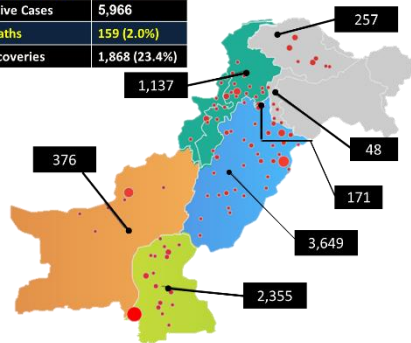 ive Cases 5,966
aths 159 (2.0%)
coveries 1,868 (23.4%)
257
1,137
48
376
171
3,649
2,355